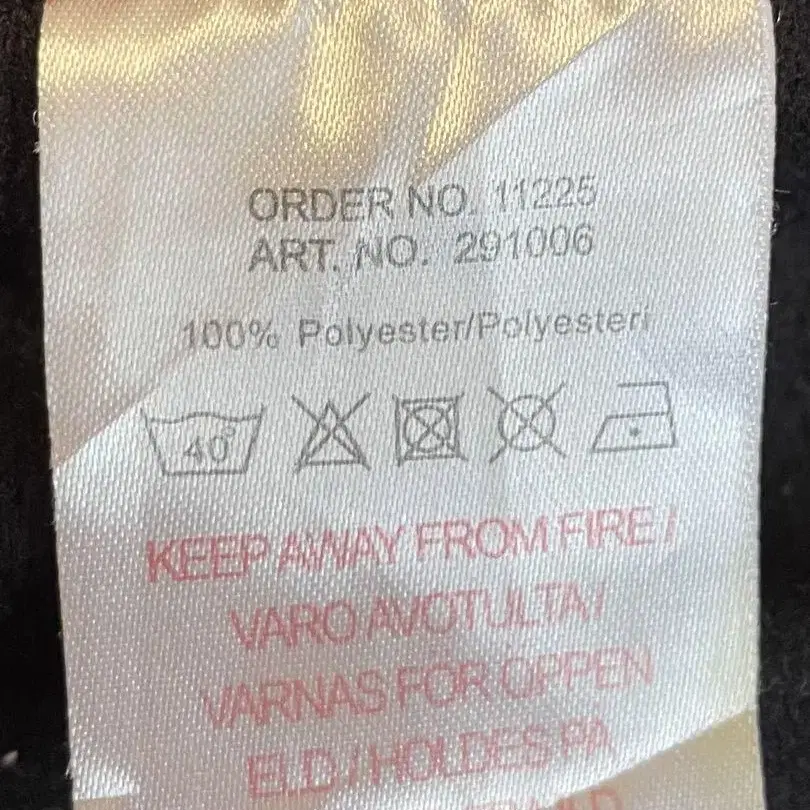 ORDER NO. 11225
ART. NO. 291006
100% Polyester/Polyesteri
40°
KEEP AWAY FROM FIRE /
VARO AVOTULTA /
VARNAS FÖR ÖPPEN
ELD / HOLDES PÅ